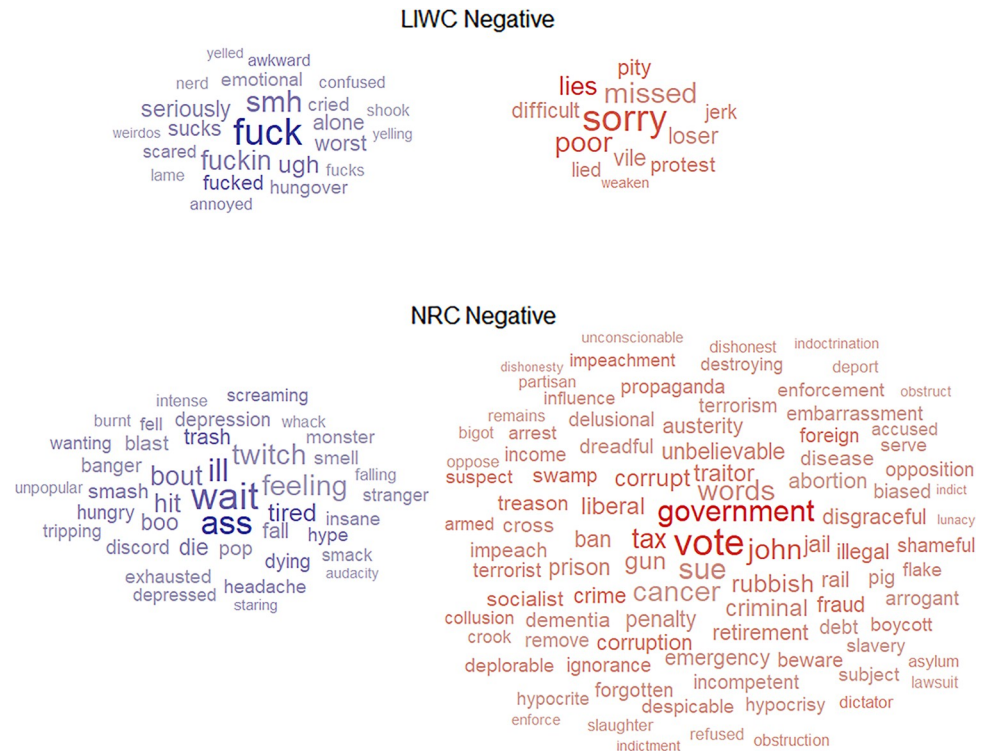 LIWC Negative
yelled awkward
nerd emotional confused
seriously smh cried shook
weirdos sucks fuck alone yelling
scared fuckin worst
lame fucked ugh fucks
hungover
annoyed
pity
lies missed
difficult sorry jerk
poor loser
lied vile protest
weaken
NRC Negative
intense screaming
burnt fell depression whack
wanting blast trash monster
banger bout ill twitch smell
unpopular smash wait feeling falling
hungry hit stranger
tripping boo ass tired insane
fall hype
discord die pop smack
dying audacity
exhausted headache
depressed staring
unconscionable dishonest indoctrination
dishonesty impeachment destroying deport
partisan propaganda enforcement obstruct
influence terrorism embarrassment
remains delusional austerity accused
bigot arrest dreadful unbelievable foreign serve
oppose income disease opposition
suspect swamp corrupt traitor abortion biased indict
words
treason liberal government disgraceful lunacy
armed cross ban tax vote john jail illegal shameful
impeach gun sue
terrorist prison rubbish rail pig flake
socialist crime cancer criminal fraud arrogant
collusion dementia penalty debt boycott
crook remove corruption retirement slavery
deplorable ignorance emergency beware asylum
subject lawsuit
hypocrite forgotten incompetent
despicable hypocrisy dictator
enforce slaughter refused obstruction
indictment